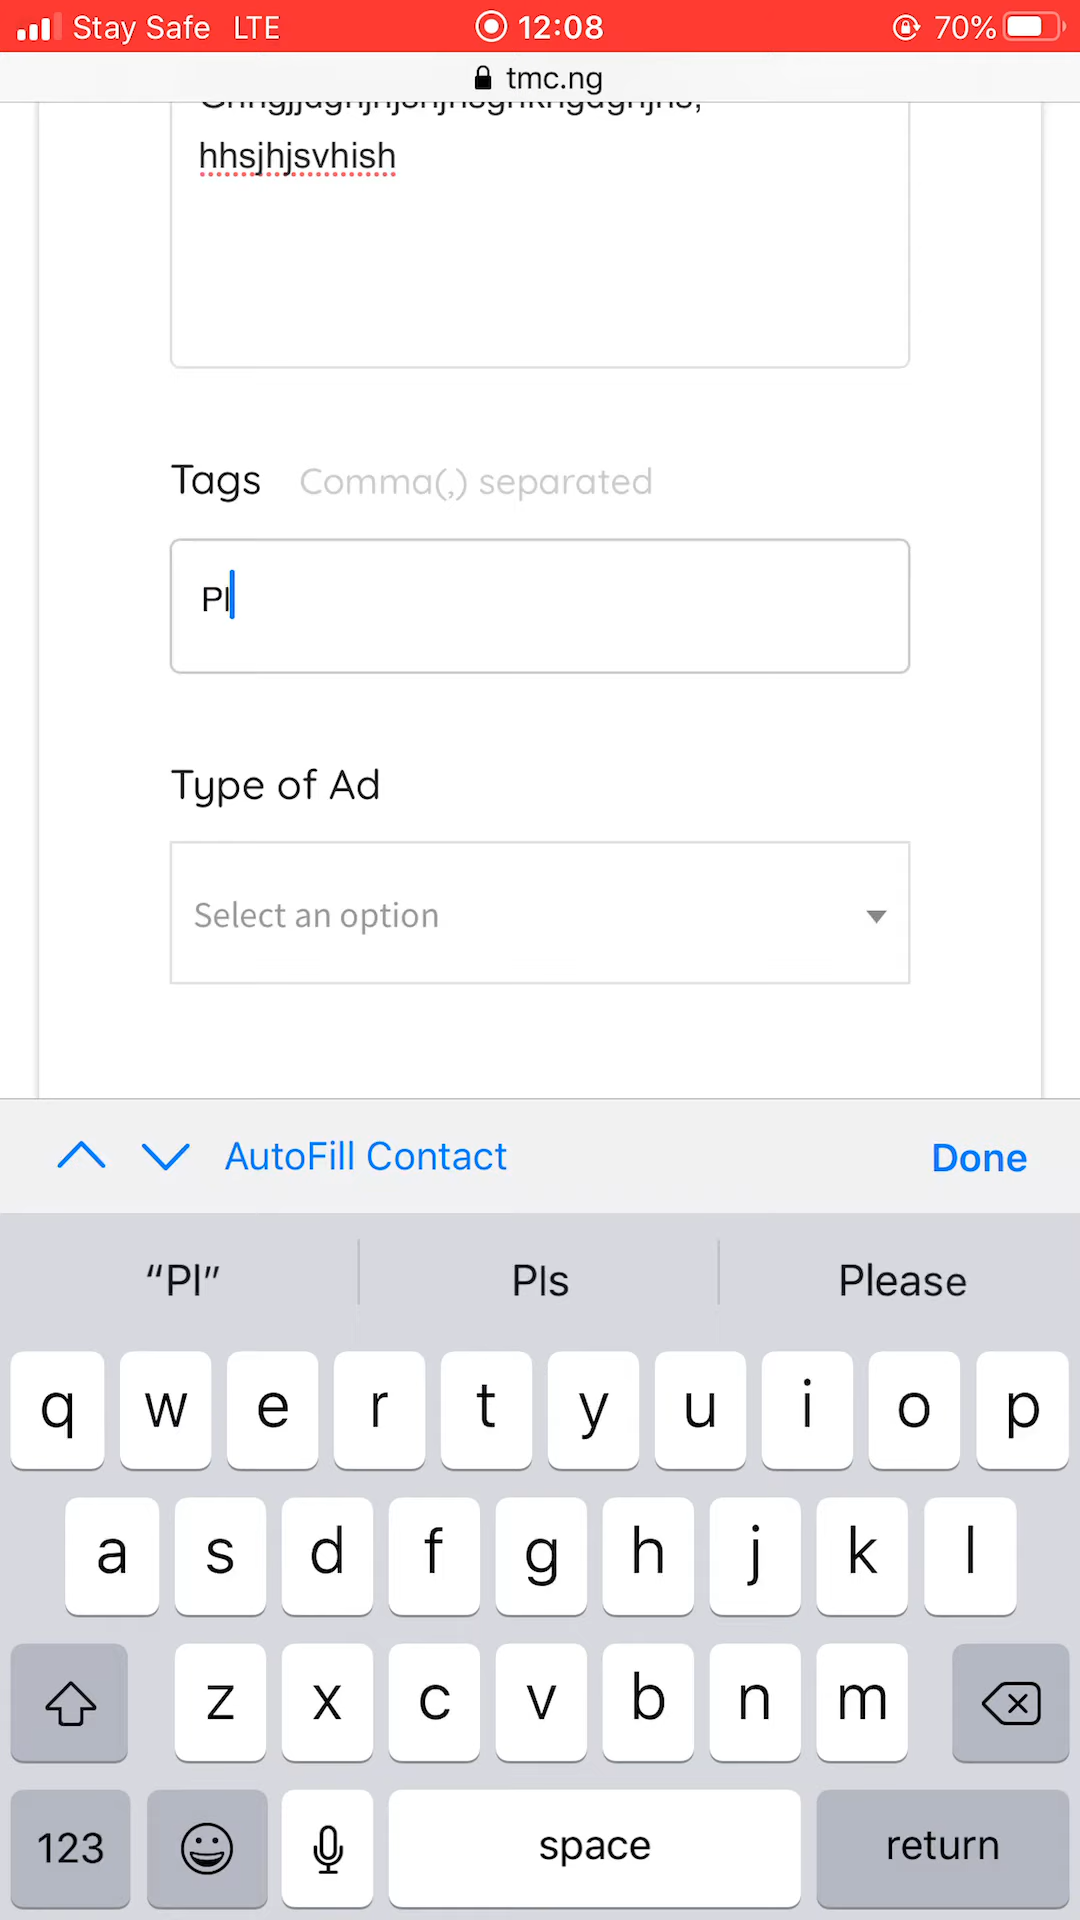 Stay Safe LTE 12:08 70%
tmc.ng
hhsjhjsvhish
Tags Comma(,) separated
Pl
Type of Ad
Select an option
AutoFill Contact Done
“Pl” Pls Please
q w e r t y u i o p
a s d f g h j k l
z x c v b n m
123 space return